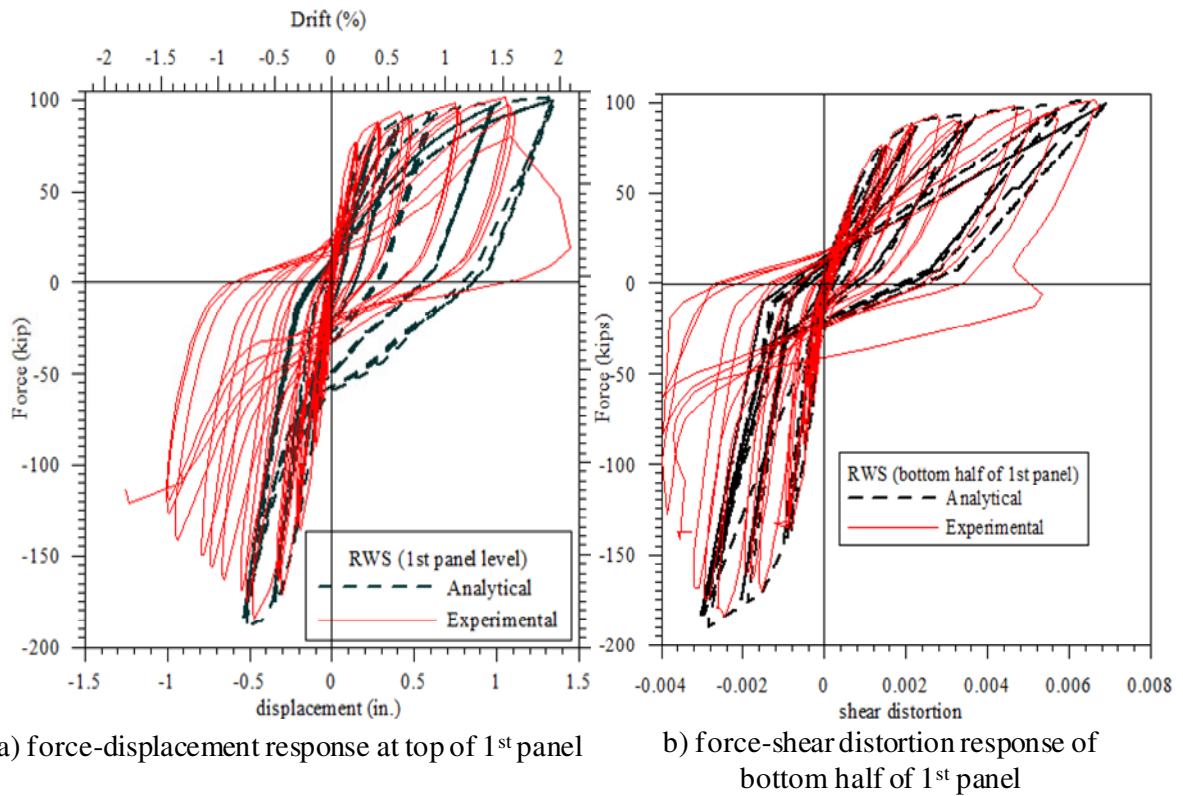 Drift (%)
-2 -1.5 -1 -0.5 0 0.5 1 1.5 2
100
50
0
-50
-100
-150
-200
Force (kip)
-1.5 -1 -0.5 0 0.5 1 1.5
displacement (in.)
RWS (1st panel level)
Analytical
Experimental
a) force-displacement response at top of 1st panel
100
50
0
-50
-100
-150
-200
Force (kips)
-0.004 -0.002 0 0.002 0.004 0.006 0.008
shear distortion
RWS (bottom half of 1st panel)
Analytical
Experimental
b) force-shear distortion response of
bottom half of 1st panel